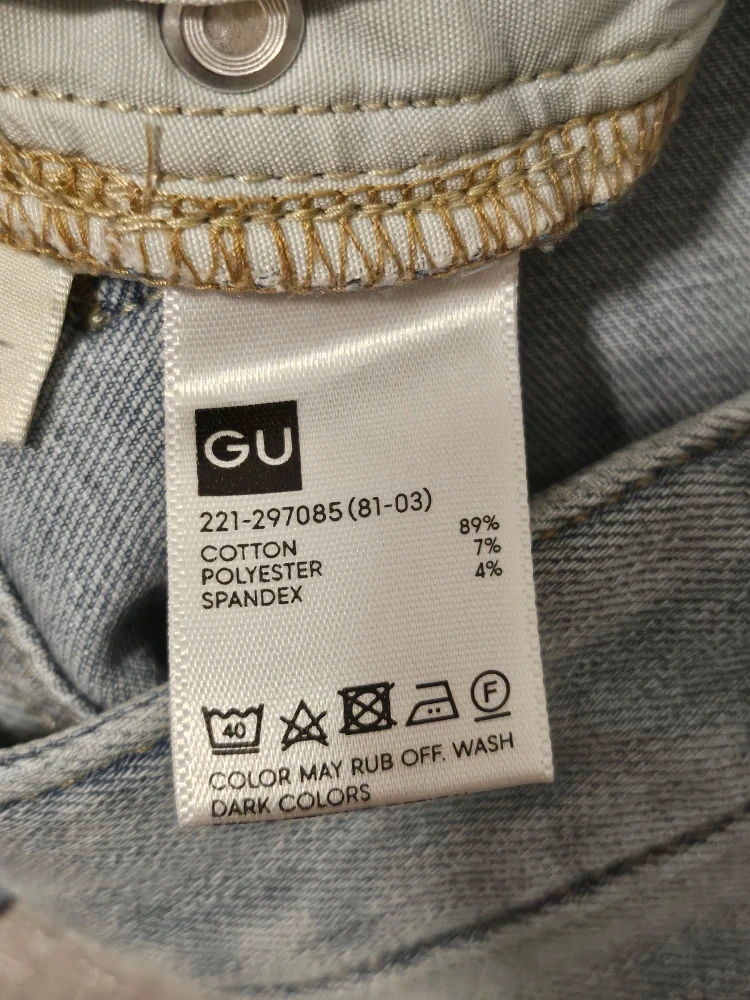 GU
221-297085(81-03)
COTTON 89%
POLYESTER 7%
SPANDEX 4%
40 F
COLOR MAY RUB OFF. WASH
DARK COLORS